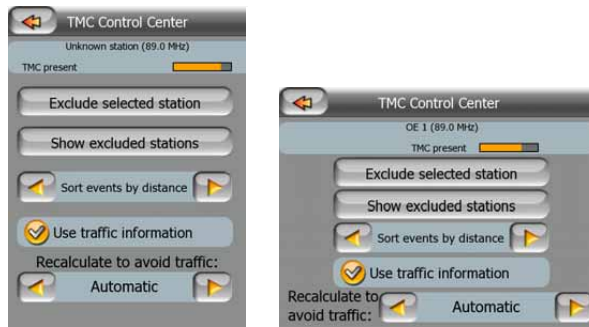 TMC Control Center
Unknown station (89.0 MHz)
TMC present
Exclude selected station
Show excluded stations
Sort events by distance
Use traffic information
Recalculate to avoid traffic:
Automatic
TMC Control Center
OE 1 (89.0 MHz)
TMC present
Exclude selected station
Show excluded stations
Sort events by distance
Use traffic information
Recalculate to
avoid traffic:
Automatic